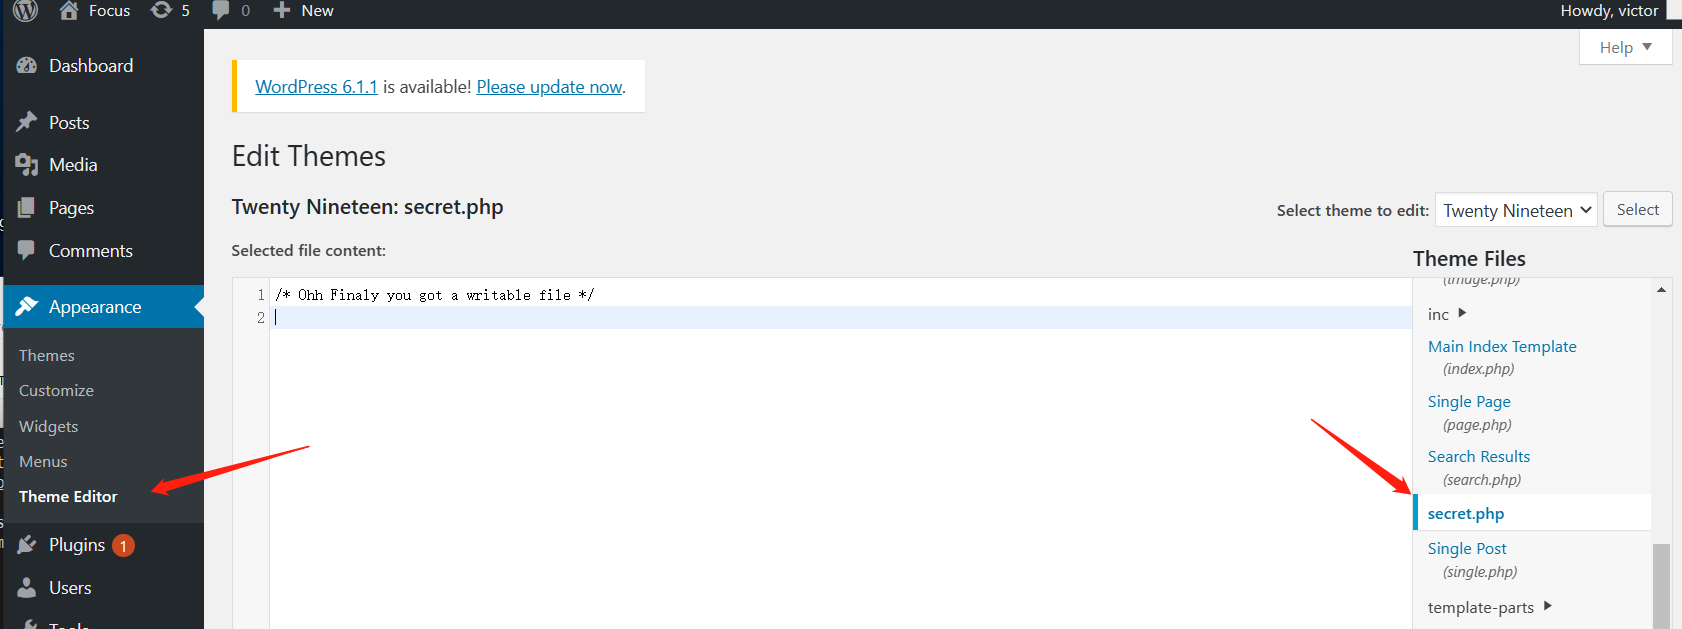 Focus 5 0 New Howdy, victor
Help
Dashboard
Posts
Media
Pages
Comments
Appearance
Themes
Customize
Widgets
Menus
Theme Editor
Plugins 1
Users
WordPress 6.1.1 is available! Please update now.
Edit Themes
Twenty Nineteen: secret.php
Select theme to edit: Twenty Nineteen Select
Selected file content:
1 /* Ohh Finaly you got a writable file */
2
Theme Files
(image.php)
inc
Main Index Template
(index.php)
Single Page
(page.php)
Search Results
(search.php)
secret.php
Single Post
(single.php)
template-parts